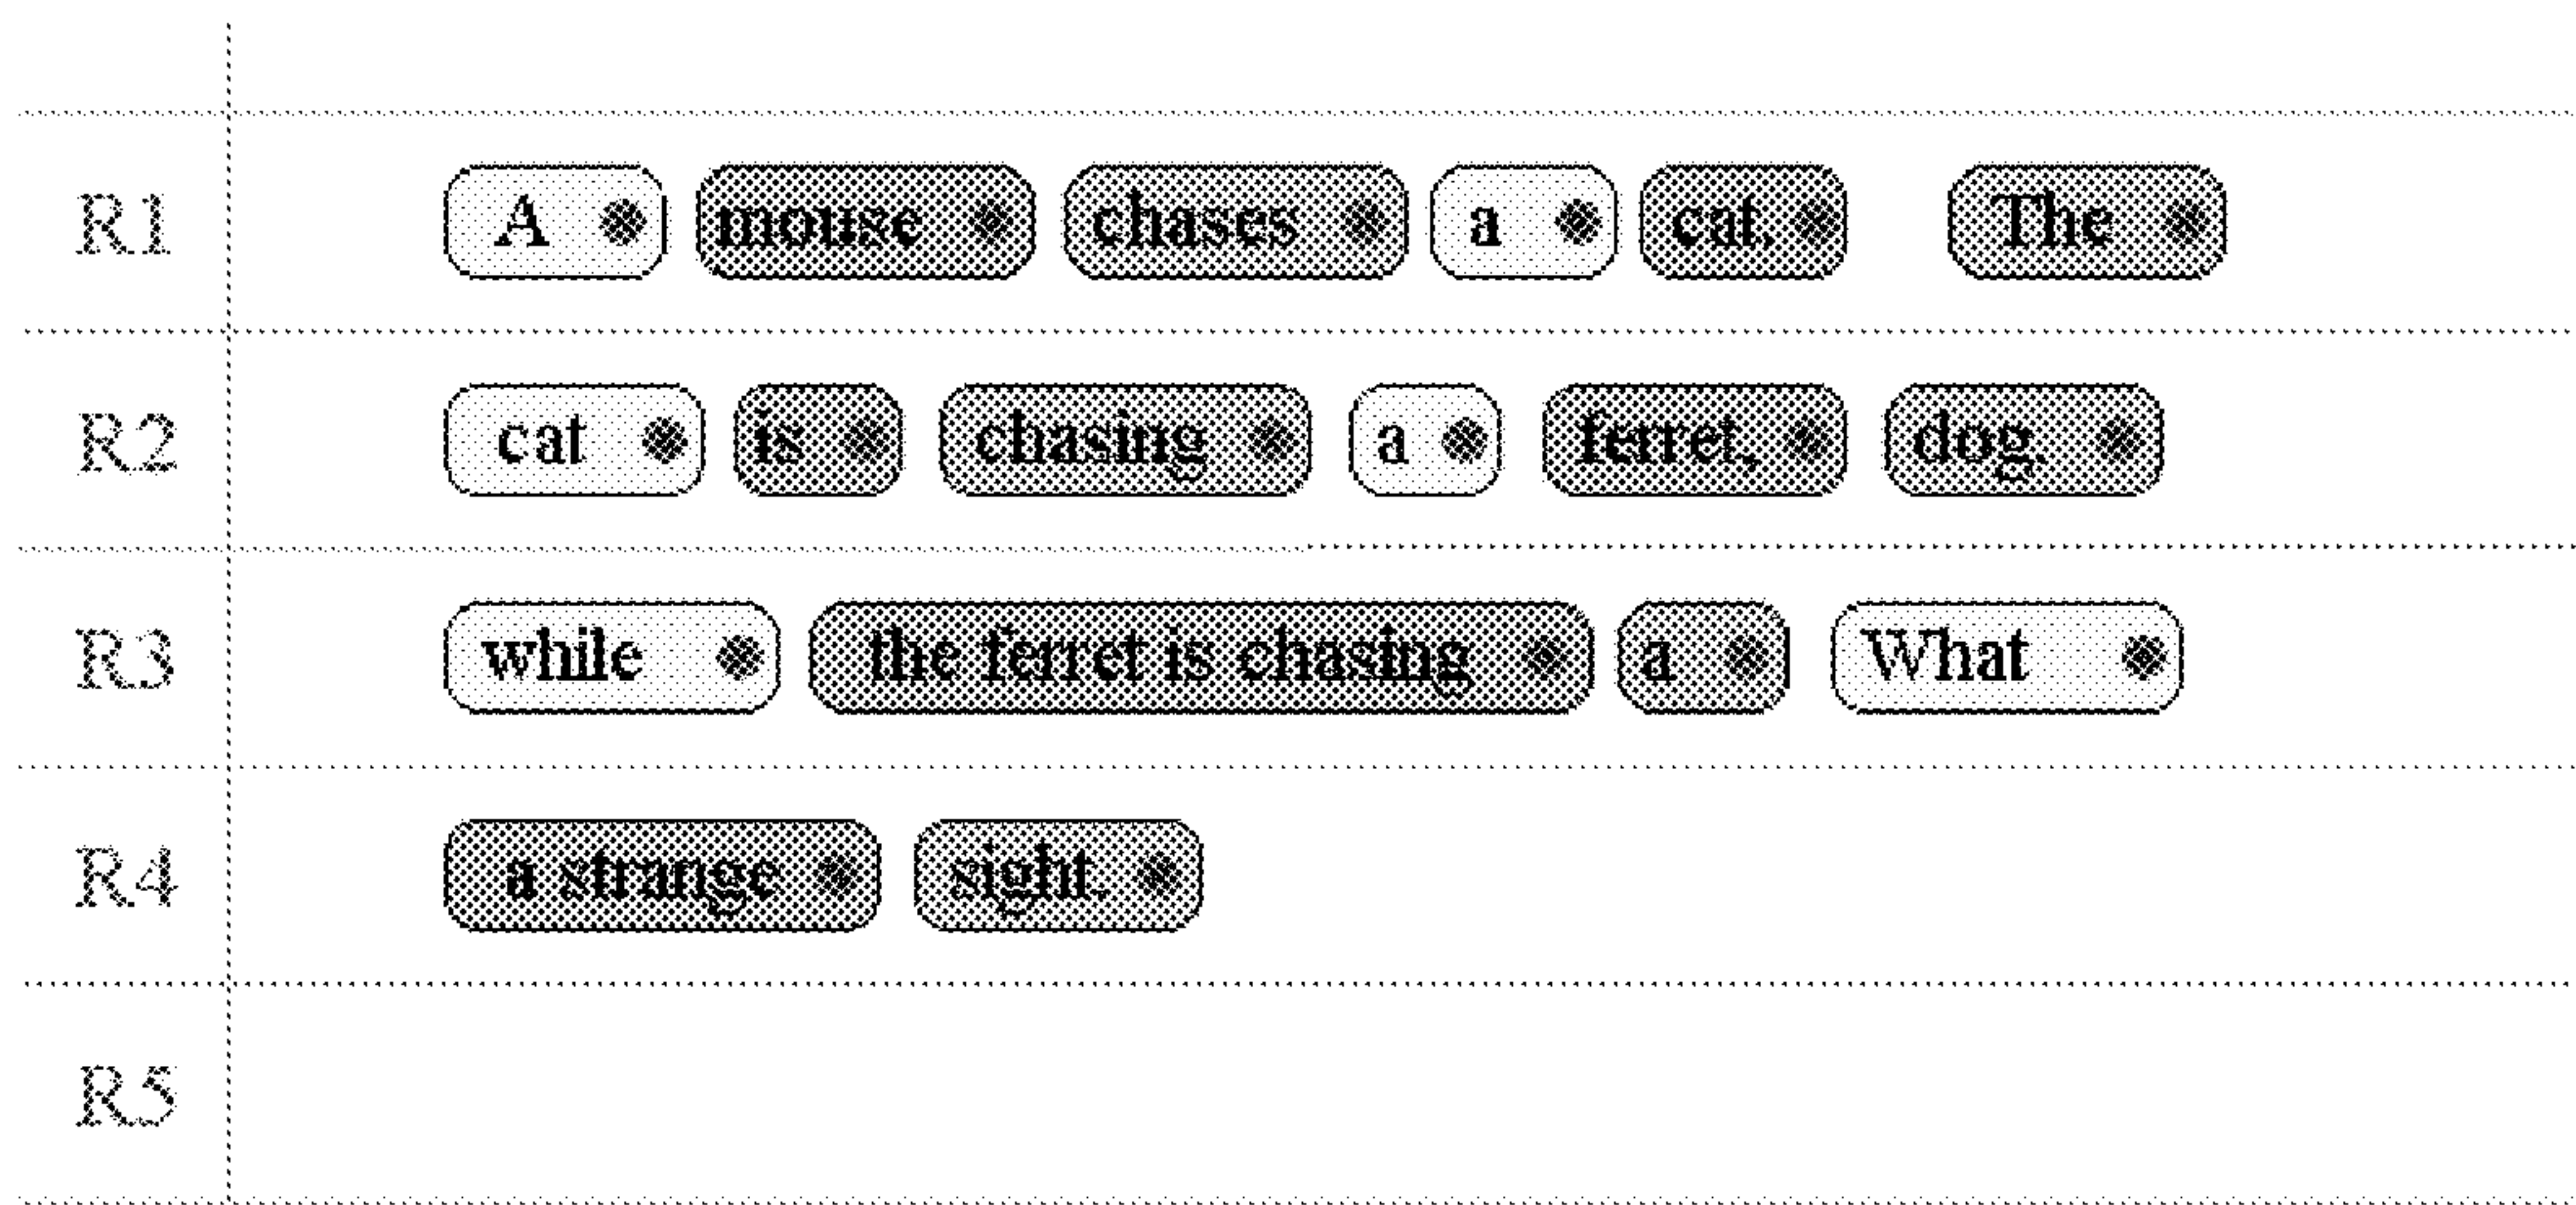 R1 A mouse chases a cat. The
R2 cat is chasing a ferret, dog.
R3 while the ferret is chasing a What
R4 a strange sight.
R5